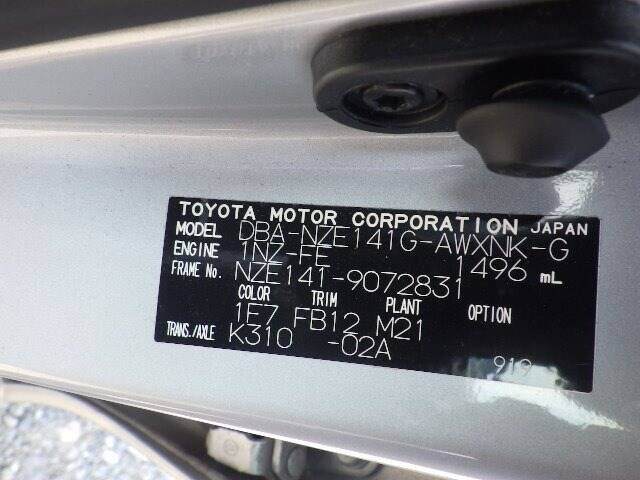 TOYOTA MOTOR CORPORATION JAPAN
MODEL DBA-NZE141G-AWXNK-G
ENGINE 1NZ-FE 1496 mL
FRAME No. NZE141-9072831
COLOR TRIM PLANT OPTION
1F7 FB12 M21
TRANS./AXLE K310 -02A
919